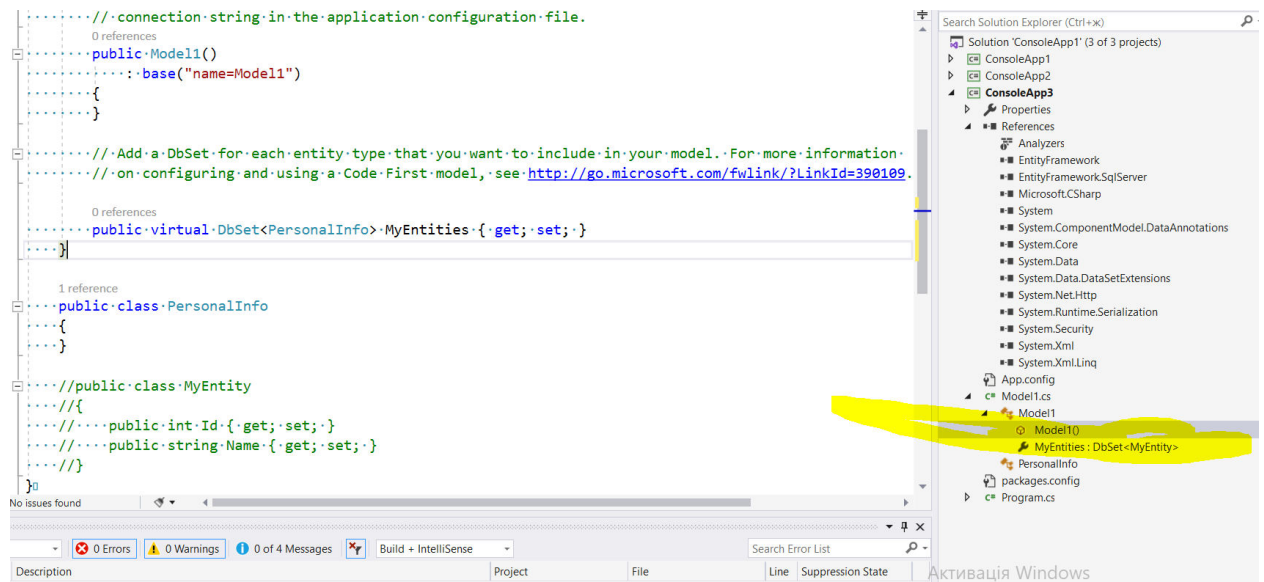 // connection string in the application configuration file.
0 references
public Model1()
: base("name=Model1")
{
}
// Add a DbSet for each entity type that you want to include in your model. For more information
// on configuring and using a Code First model, see http://go.microsoft.com/fwlink/?LinkId=390109.
0 references
public virtual DbSet<PersonalInfo> MyEntities { get; set; }
}
1 reference
public class PersonalInfo
{
}
//public class MyEntity
//{
// public int Id { get; set; }
// public string Name { get; set; }
//}
}
No issues found
0 Errors
0 Warnings
0 of 4 Messages
Build + IntelliSense
Search Error List
Description
Project
File
Line
Suppression State
Search Solution Explorer (Ctrl+ж)
Solution 'ConsoleApp1' (3 of 3 projects)
C# ConsoleApp1
C# ConsoleApp2
C# ConsoleApp3
Properties
References
Analyzers
EntityFramework
EntityFramework.SqlServer
Microsoft.CSharp
System
System.ComponentModel.DataAnnotations
System.Core
System.Data
System.Data.DataSetExtensions
System.Net.Http
System.Runtime.Serialization
System.Security
System.Xml
System.Xml.Linq
App.config
C# Model1.cs
Model1
Model1()
MyEntities : DbSet<MyEntity>
PersonalInfo
packages.config
C# Program.cs
Активація Windows